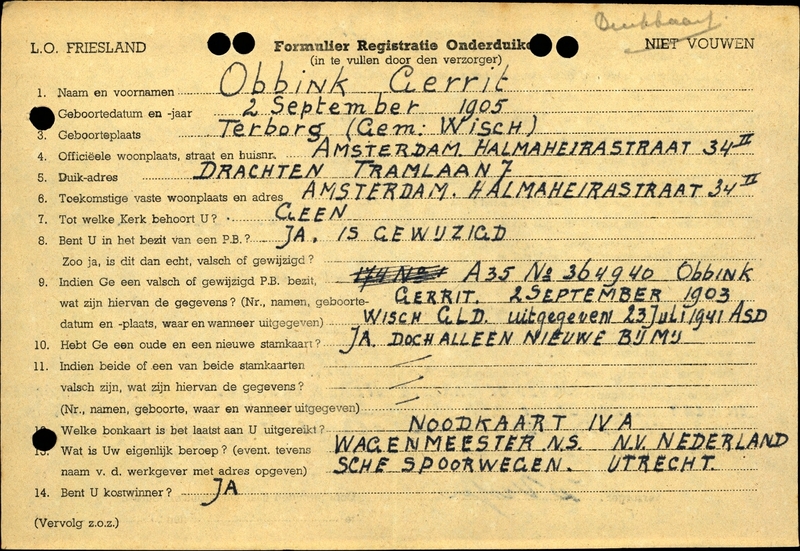 L.O. FRIESLAND
Formulier Registratie Onderduike
NIET VOUWEN
(in te vullen door den verzorger)
1. Naam en voornamen Obbink Gerrit
Geboortedatum en -jaar 2 September 1905
3. Geboorteplaats Terborg (Gem: Wisch)
4. Officiëele woonplaats, straat en huisnr. AMSTERDAM. HALMAHEIRASTRAAT 34 II
5. Duik-adres DRACHTEN TRAMLAAN 7
6. Toekomstige vaste woonplaats en adres AMSTERDAM. HALMAHEIRASTRAAT 34 II
7. Tot welke Kerk behoort U? GEEN
8. Bent U in het bezit van een P.B.? JA. IS GEWIJZIGD
Zoo ja, is dit dan echt, valsch of gewijzigd?
9. Indien Ge een valsch of gewijzigd P.B. bezit, A35 No 364940 Obbink
wat zijn hiervan de gegevens? (Nr., namen, geboorte- GERRIT. 2 SEPTEMBER 1903
datum en -plaats, waar en wanneer uitgegeven) WISCH GLD. uitgegeven 23 Juli 1941 ASD
10. Hebt Ge een oude en een nieuwe stamkaart? JA, DOCH ALLEEN NIEUWE BIJ MIJ
11. Indien beide of een van beide stamkaarten
valsch zijn, wat zijn hiervan de gegevens?
(Nr., namen, geboorte, waar en wanneer uitgegeven)
Welke bonkaart is het laatst aan U uitgereikt? NOODKAART IV A
13. Wat is Uw eigenlijk beroep? (event. tevens WAGENMEESTER N.S. N.V. NEDERLAND
naam v. d. werkgever met adres opgeven) SCHE SPOORWEGEN. UTRECHT.
14. Bent U kostwinner? JA
(Vervolg z.o.z.)